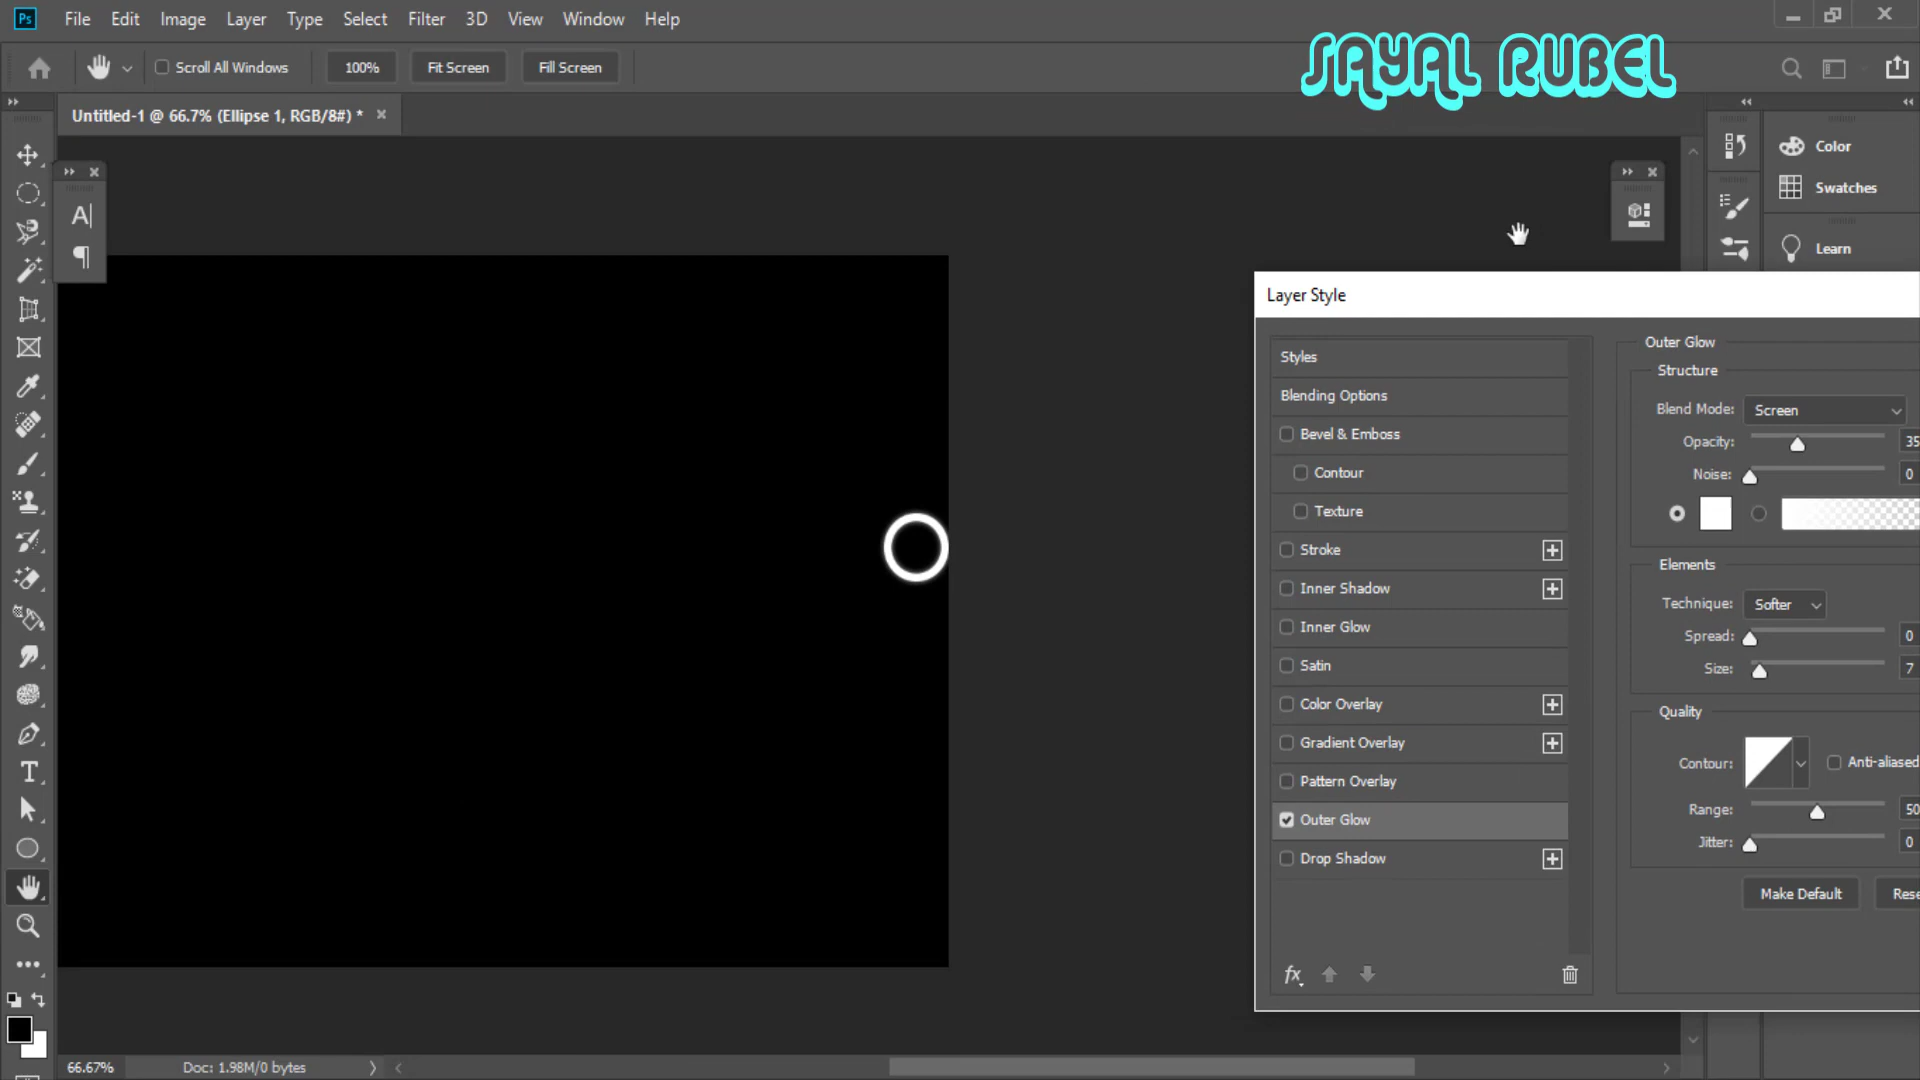 Ps File Edit Image Layer Type Select Filter 3D View Window Help
Scroll All Windows 100% Fit Screen Fill Screen
SAYAL RUBEL
Untitled-1 @ 66.7% (Ellipse 1, RGB/8#) *
Color
Swatches
Learn
Layer Style
Styles
Blending Options
Bevel & Emboss
Contour
Texture
Stroke
Inner Shadow
Inner Glow
Satin
Color Overlay
Gradient Overlay
Pattern Overlay
Outer Glow
Drop Shadow
fx
Outer Glow
Structure
Blend Mode: Screen
Opacity: 35
Noise: 0
Elements
Technique: Softer
Spread: 0
Size: 7
Quality
Contour: Anti-aliased
Range: 50
Jitter: 0
Make Default Rese
66.67% Doc: 1.98M/0 bytes